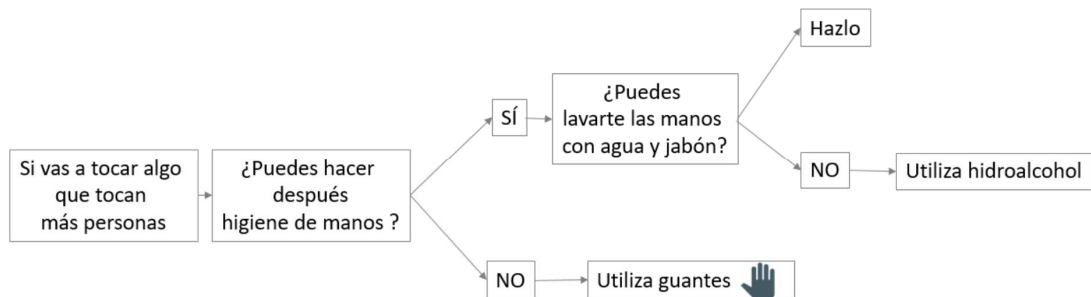 Si vas a tocar algo
que tocan
más personas
¿Puedes hacer
después
higiene de manos ?
SÍ
¿Puedes
lavarte las manos
con agua y jabón?
Hazlo
NO
Utiliza hidroalcohol
NO
Utiliza guantes